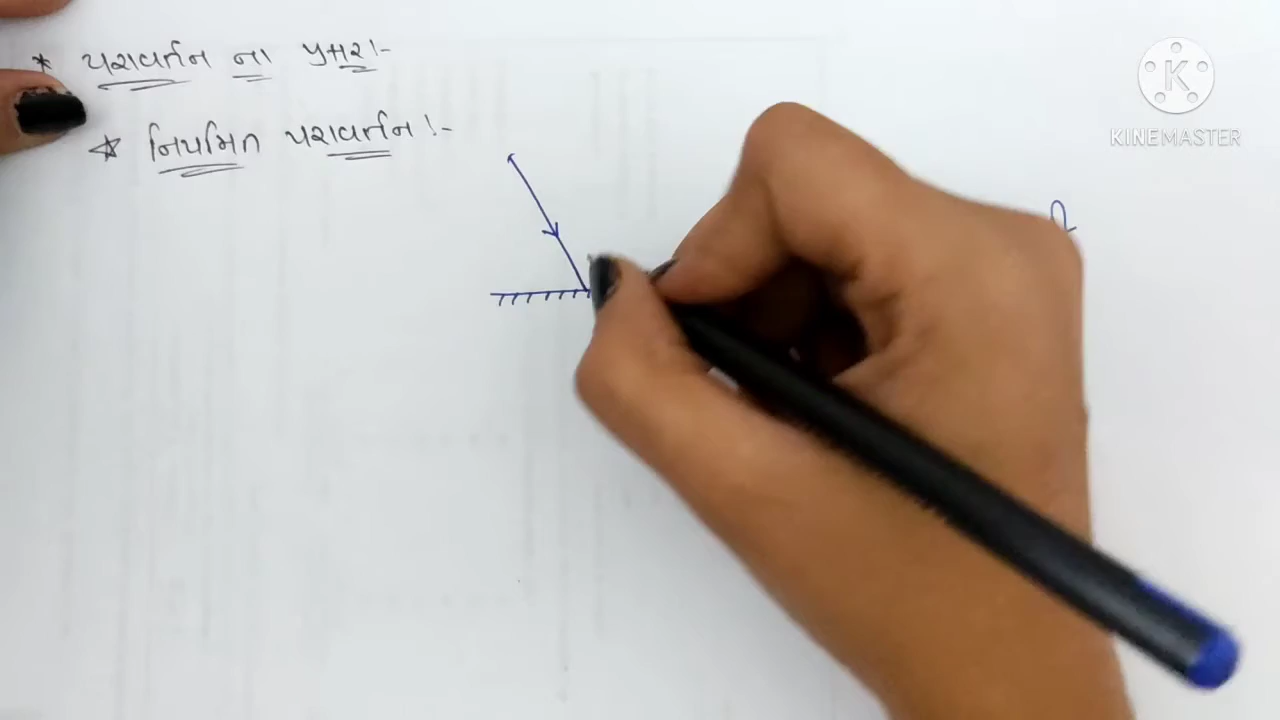 * પરાવર્તન ના પ્રકાર :-
☆ નિયમિત પરાવર્તન :-
KINEMASTER